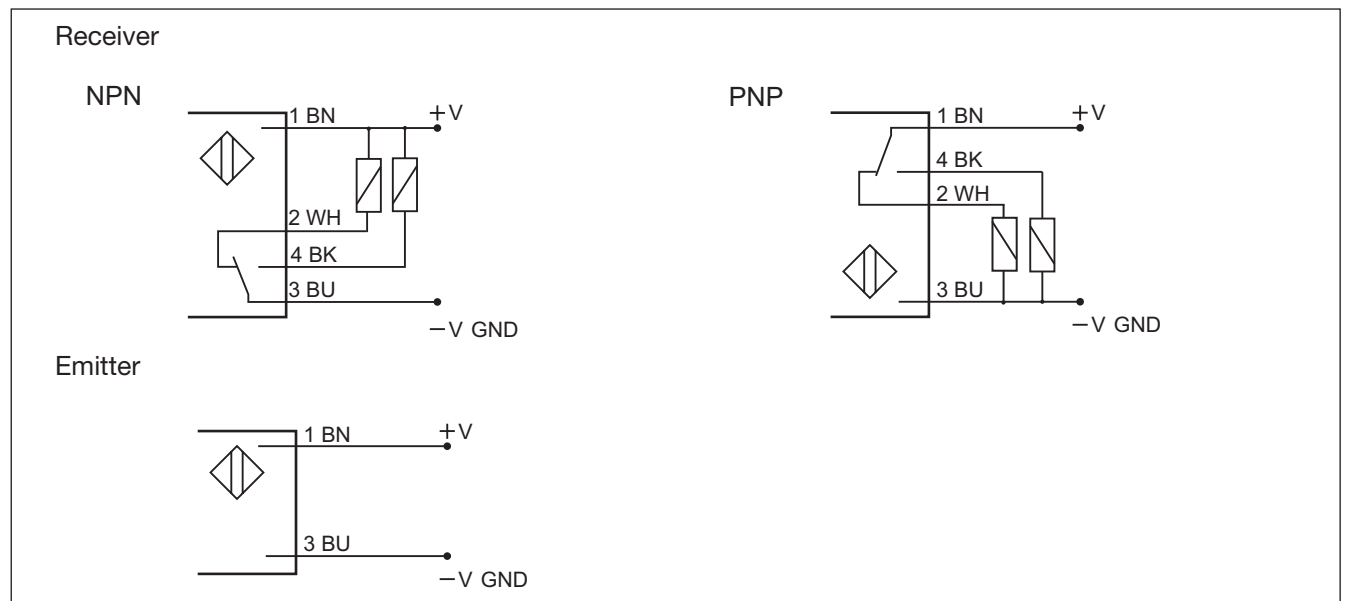 Receiver
NPN
1 BN
+V
2 WH
4 BK
3 BU
−V GND
PNP
1 BN
+V
4 BK
2 WH
3 BU
−V GND
Emitter
1 BN
+V
3 BU
−V GND